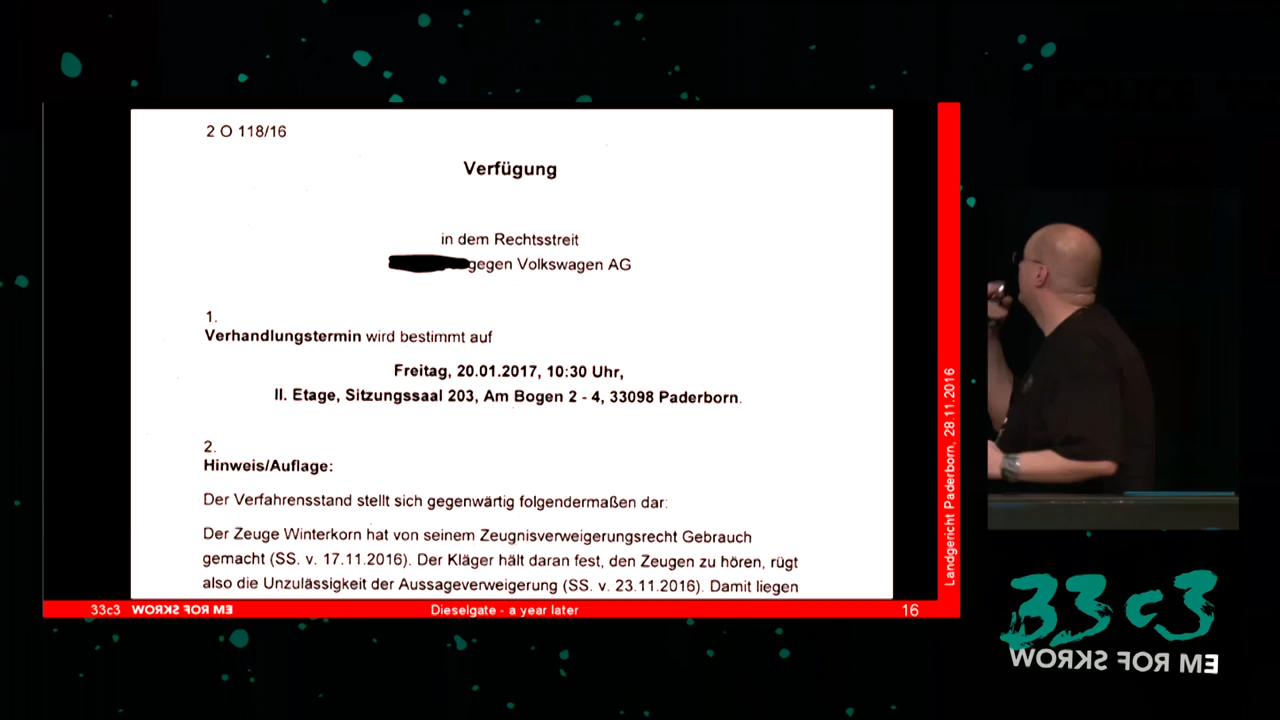 2 O 118/16
Verfügung
in dem Rechtsstreit
gegen Volkswagen AG
1.
Verhandlungstermin wird bestimmt auf
Freitag, 20.01.2017, 10:30 Uhr,
II. Etage, Sitzungssaal 203, Am Bogen 2 - 4, 33098 Paderborn.
2.
Hinweis/Auflage:
Der Verfahrensstand stellt sich gegenwärtig folgendermaßen dar:
Der Zeuge Winterkorn hat von seinem Zeugnisverweigerungsrecht Gebrauch
gemacht (SS. v. 17.11.2016). Der Kläger hält daran fest, den Zeugen zu hören, rügt
also die Unzulässigkeit der Aussageverweigerung (SS. v. 23.11.2016). Damit liegen
Landgericht Paderborn, 28.11.2016
33c3 WORKS FOR ME
Dieselgate - a year later
16
33c3
WORKS FOR ME